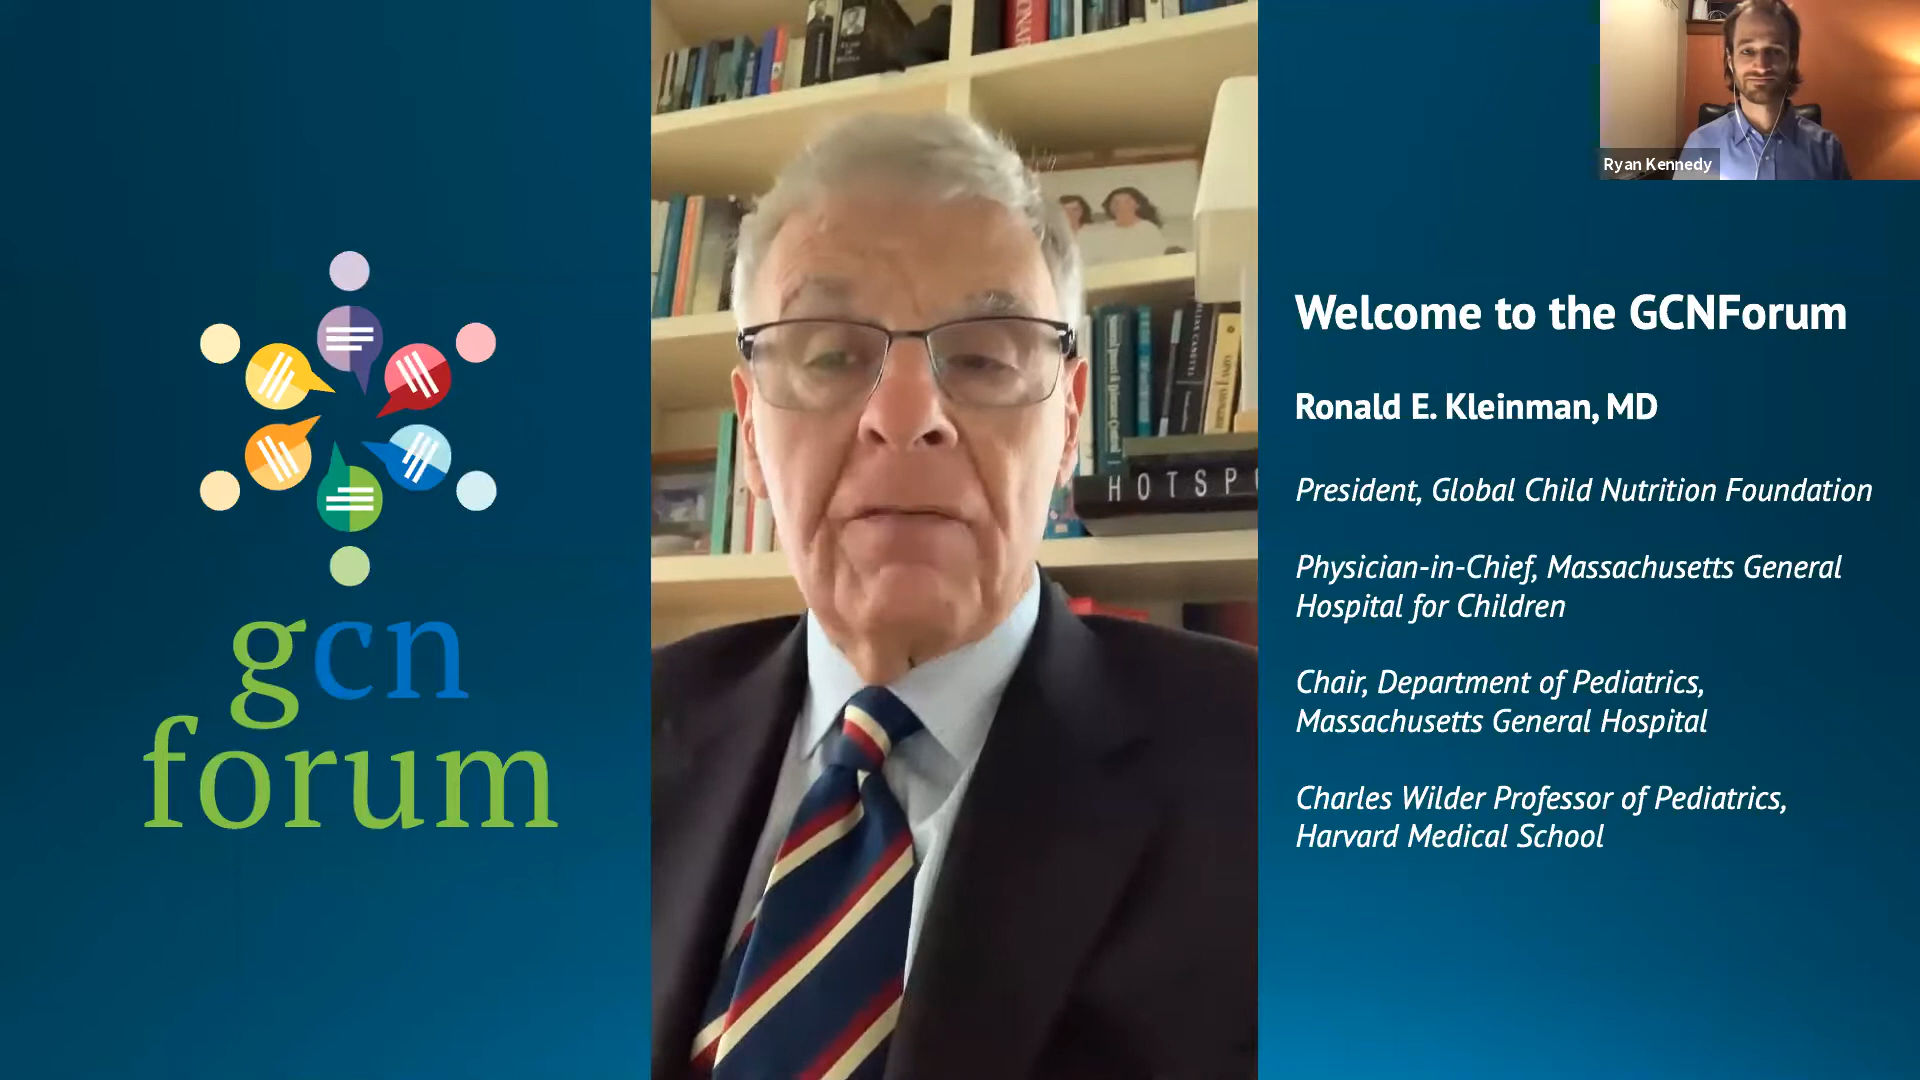 gcn
forum
HOTSP
Ryan Kennedy
Welcome to the GCNForum
Ronald E. Kleinman, MD
President, Global Child Nutrition Foundation
Physician-in-Chief, Massachusetts General
Hospital for Children
Chair, Department of Pediatrics,
Massachusetts General Hospital
Charles Wilder Professor of Pediatrics,
Harvard Medical School